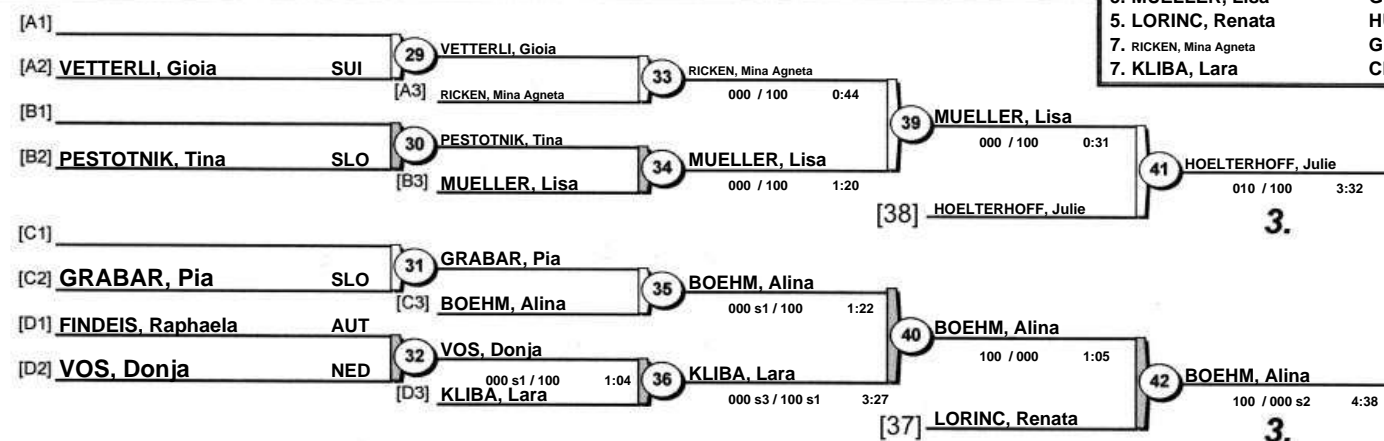 5. LORINC, Renata HU
7. RICKEN, Mina Agneta G
7. KLIBA, Lara
[A1]
[A2] VETTERLI, Gioia SUI
29
VETTERLI, Gioia
[A3] RICKEN, Mina Agneta
33
RICKEN, Mina Agneta
000 / 100 0:44
[B1]
[B2] PESTOTNIK, Tina SLO
30
PESTOTNIK, Tina
[B3] MUELLER, Lisa
34
MUELLER, Lisa
000 / 100 1:20
39
MUELLER, Lisa
000 / 100 0:31
[38] HOELTERHOFF, Julie
41
HOELTERHOFF, Julie
010 / 100 3:32
3.
[C1]
[C2] GRABAR, Pia SLO
31
GRABAR, Pia
[C3] BOEHM, Alina
35
BOEHM, Alina
000 s1 / 100 1:22
[D1] FINDEIS, Raphaela AUT
[D2] VOS, Donja NED
32
VOS, Donja
000 s1 / 100 1:04
[D3] KLIBA, Lara
36
KLIBA, Lara
000 s3 / 100 s1 3:27
40
BOEHM, Alina
100 / 000 1:05
[37] LORINC, Renata
42
BOEHM, Alina
100 / 000 s2 4:38
3.